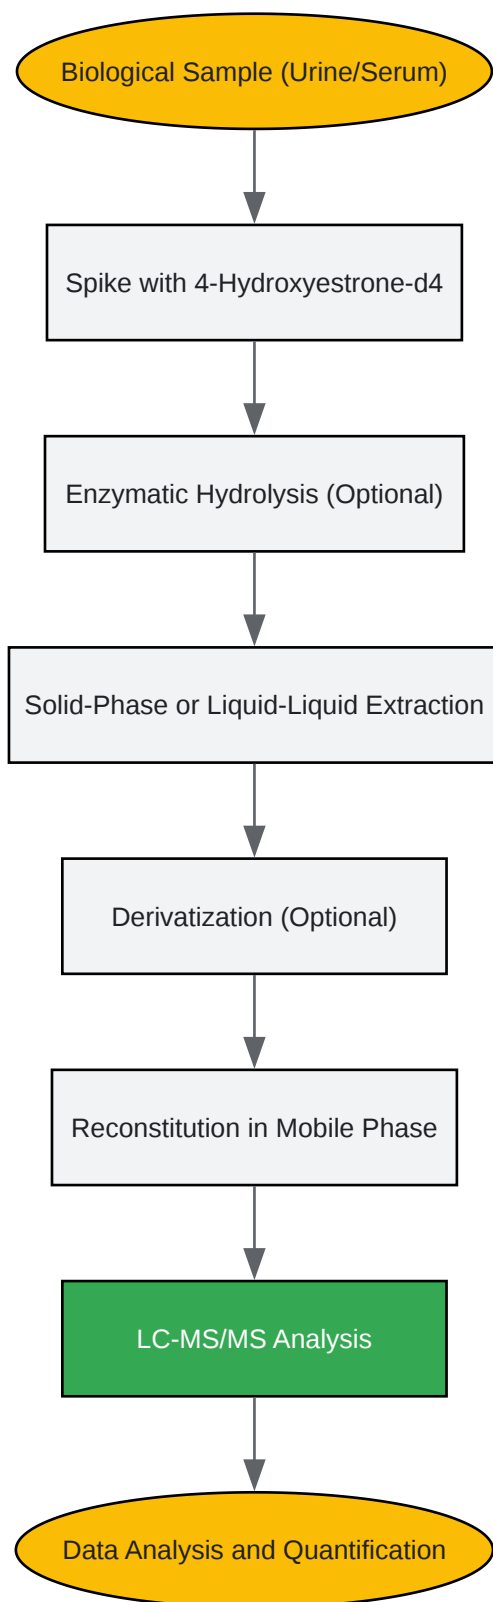 Biological Sample (Urine/Serum)
Spike with 4-Hydroxyestrone-d4
Enzymatic Hydrolysis (Optional)
Solid-Phase or Liquid-Liquid Extraction
Derivatization (Optional)
Reconstitution in Mobile Phase
LC-MS/MS Analysis
Data Analysis and Quantification